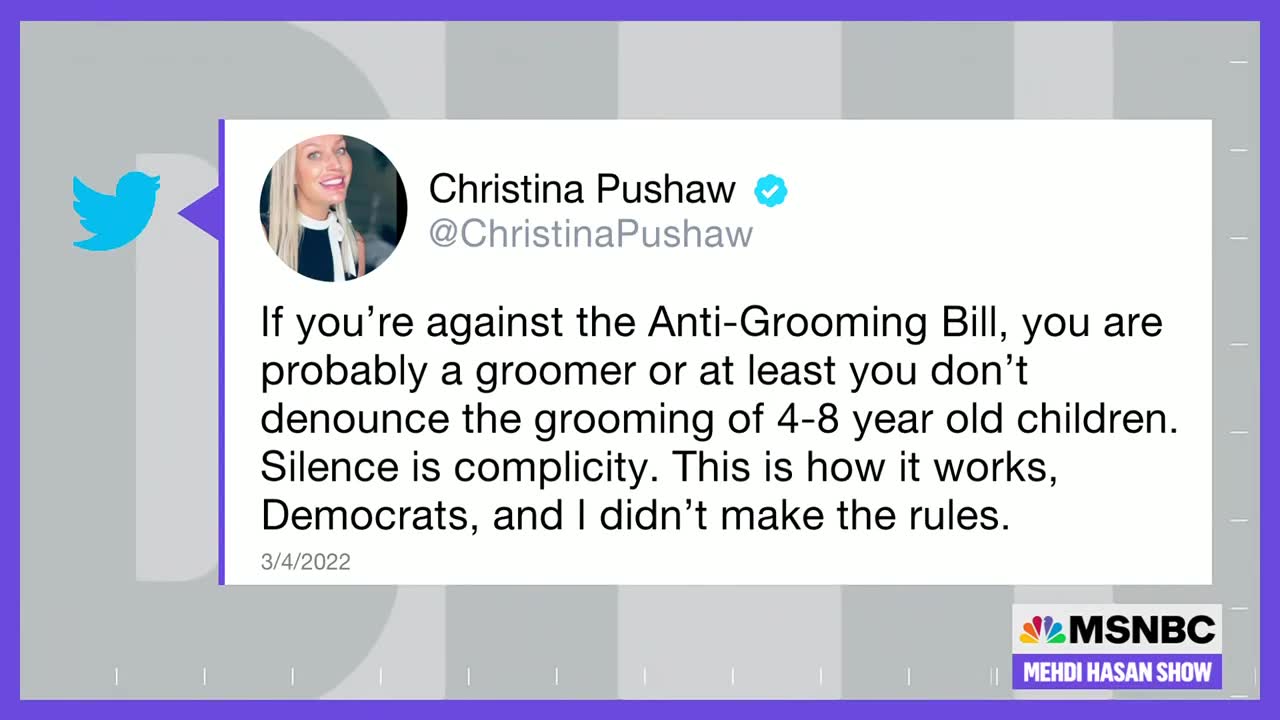 Christina Pushaw
@ChristinaPushaw
If you’re against the Anti-Grooming Bill, you are
probably a groomer or at least you don’t
denounce the grooming of 4-8 year old children.
Silence is complicity. This is how it works,
Democrats, and I didn’t make the rules.
3/4/2022
MSNBC
MEHDI HASAN SHOW